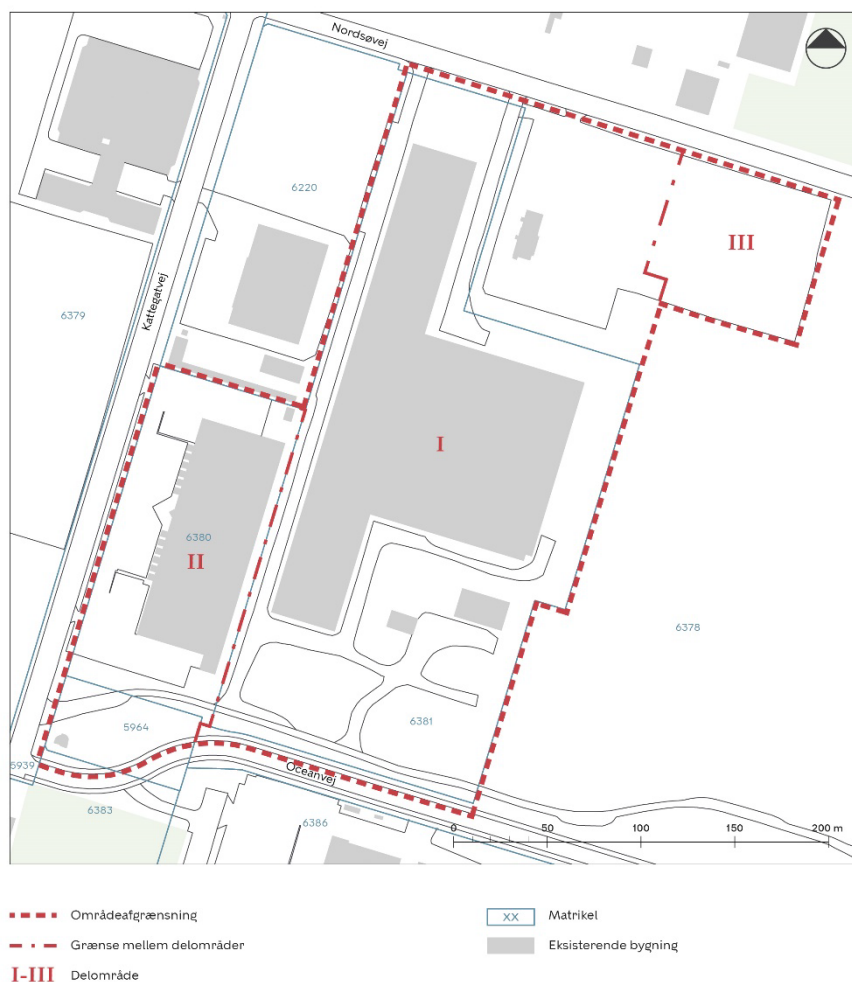 Nordsøvej
6220
III
Kattegatvej
6379
I
6380
II
6378
5964
6381
5939
Oceanvej
6383
6386
0 50 100 150 200 m
Områdeafgrænsning
XX Matrikel
Grænse mellem delområder
Eksisterende bygning
I-III Delområde